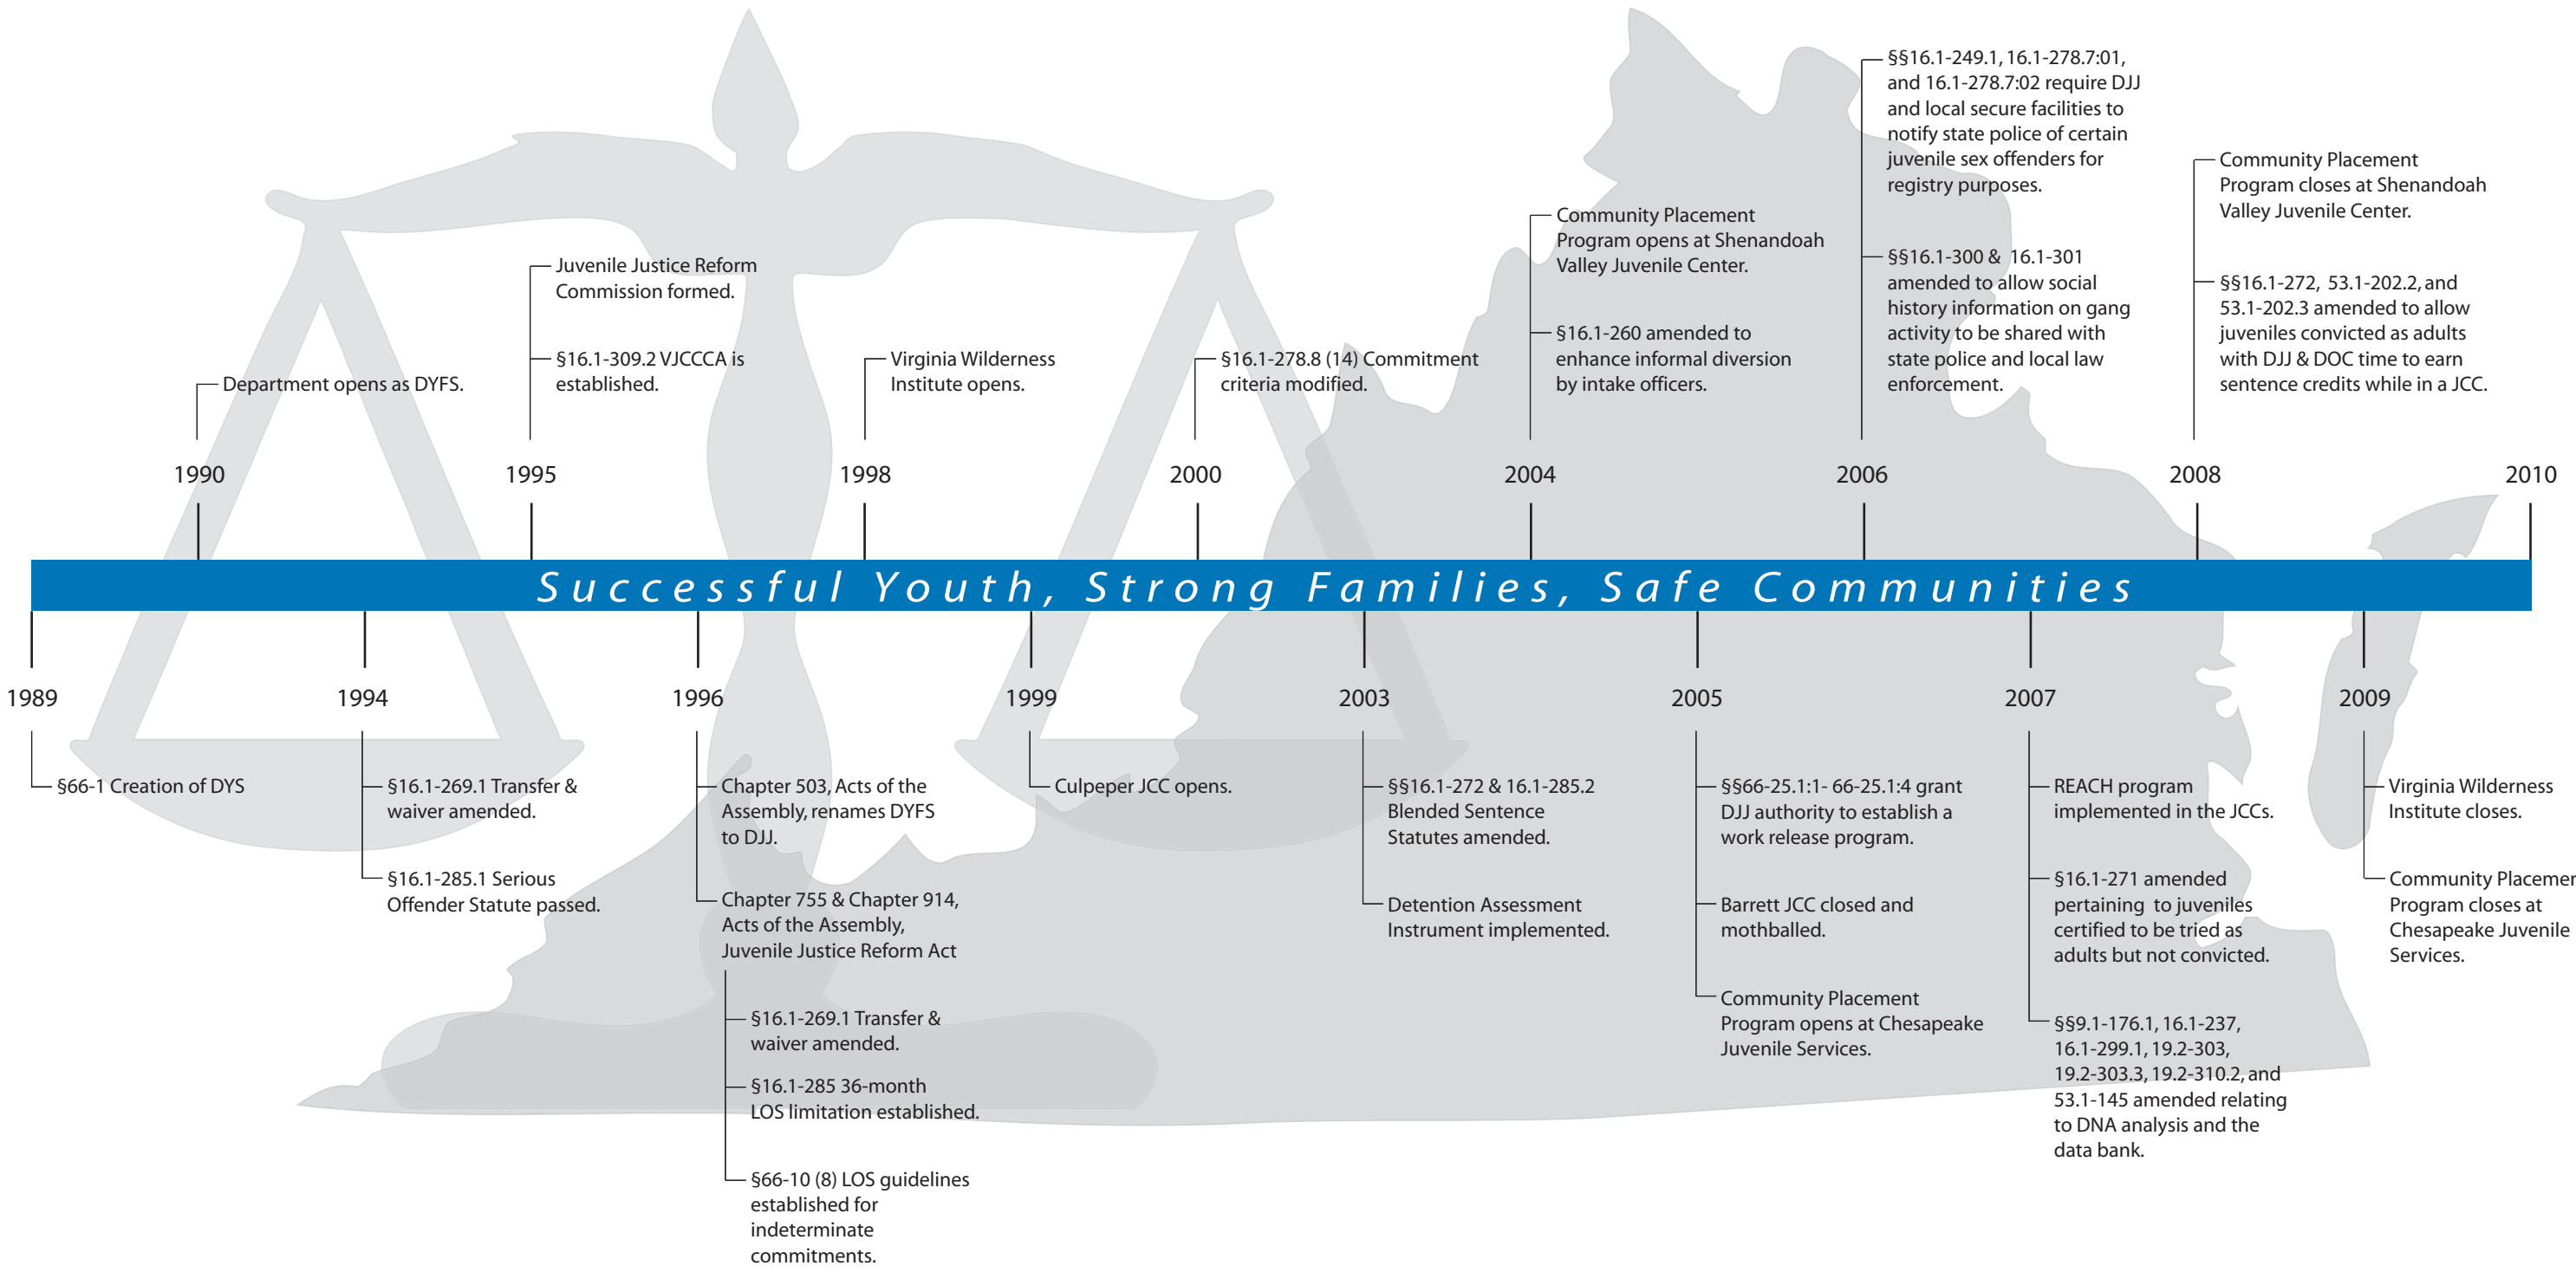 §§16.1-249.1, 16.1-278.7:01,
and 16.1-278.7:02 require DJJ
and local secure facilities to
notify state police of certain
juvenile sex offenders for
registry purposes.
§§16.1-300 & 16.1-301
amended to allow social
history information on gang
activity to be shared with
state police and local law
enforcement.
Community Placement
Program closes at Shenandoah
Valley Juvenile Center.
§§16.1-272, 53.1-202.2, and
53.1-202.3 amended to allow
juveniles convicted as adults
with DJJ & DOC time to earn
sentence credits while in a JCC.
Community Placement
Program opens at Shenandoah
Valley Juvenile Center.
§16.1-260 amended to
enhance informal diversion
by intake officers.
Juvenile Justice Reform
Commission formed.
§16.1-309.2 VJCCCA is
established.
Department opens as DYFS.
Virginia Wilderness
Institute opens.
§16.1-278.8 (14) Commitment
criteria modified.
1990
1995
1998
2000
2004
2006
2008
2010
Successful Youth, Strong Families, Safe Communities
1989
1994
1996
1999
2003
2005
2007
2009
§66-1 Creation of DYS
§16.1-269.1 Transfer &
waiver amended.
§16.1-285.1 Serious
Offender Statute passed.
Chapter 503, Acts of the
Assembly, renames DYFS
to DJJ.
Chapter 755 & Chapter 914,
Acts of the Assembly,
Juvenile Justice Reform Act
§16.1-269.1 Transfer &
waiver amended.
§16.1-285 36-month
LOS limitation established.
§66-10 (8) LOS guidelines
established for
indeterminate
commitments.
Culpeper JCC opens.
§§16.1-272 & 16.1-285.2
Blended Sentence
Statutes amended.
Detention Assessment
Instrument implemented.
§§66-25.1:1- 66-25.1:4 grant
DJJ authority to establish a
work release program.
Barrett JCC closed and
mothballed.
Community Placement
Program opens at Chesapeake
Juvenile Services.
REACH program
implemented in the JCCs.
§16.1-271 amended
pertaining to juveniles
certified to be tried as
adults but not convicted.
§§9.1-176.1, 16.1-237,
16.1-299.1, 19.2-303,
19.2-303.3, 19.2-310.2, and
53.1-145 amended relating
to DNA analysis and the
data bank.
Virginia Wilderness
Institute closes.
Community Placemen
Program closes at
Chesapeake Juvenile
Services.